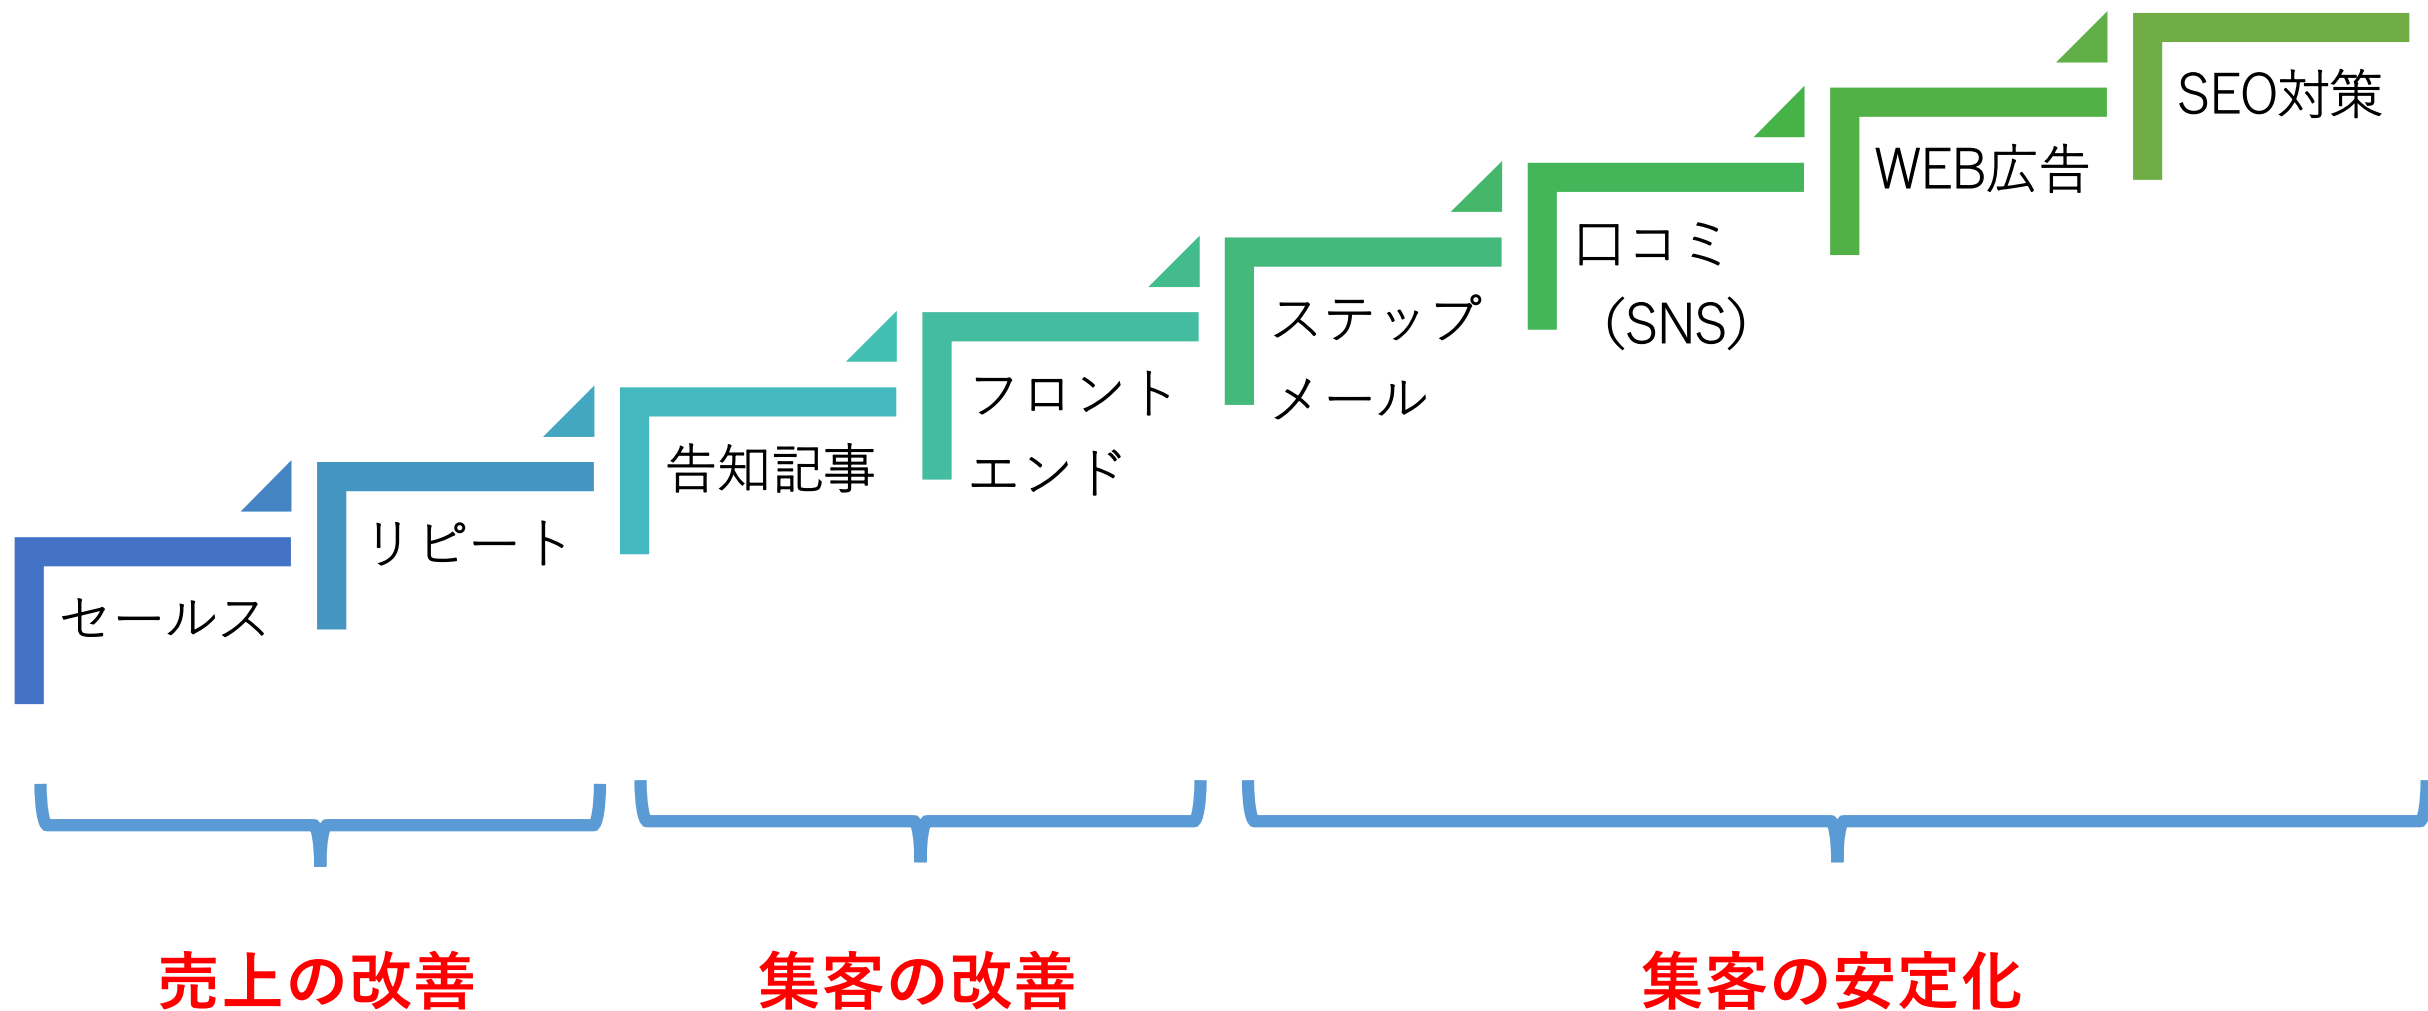 セールス
リピート
告知記事
フロント
エンド
ステップ
メール
口コミ
（SNS）
WEB広告
SEO対策
売上の改善
集客の改善
集客の安定化